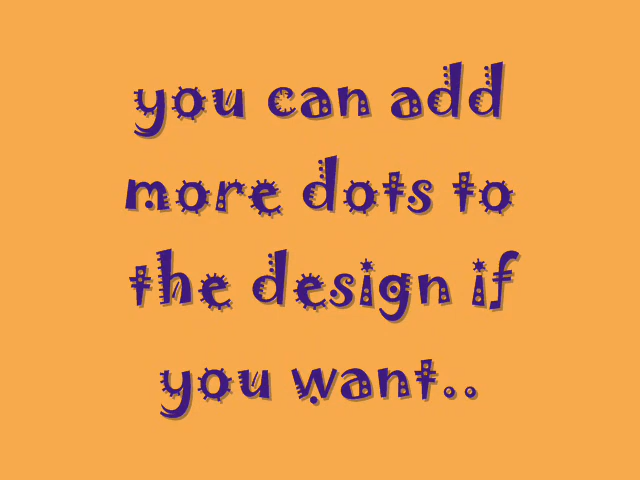 you can add
more dots to
the design if
you want..